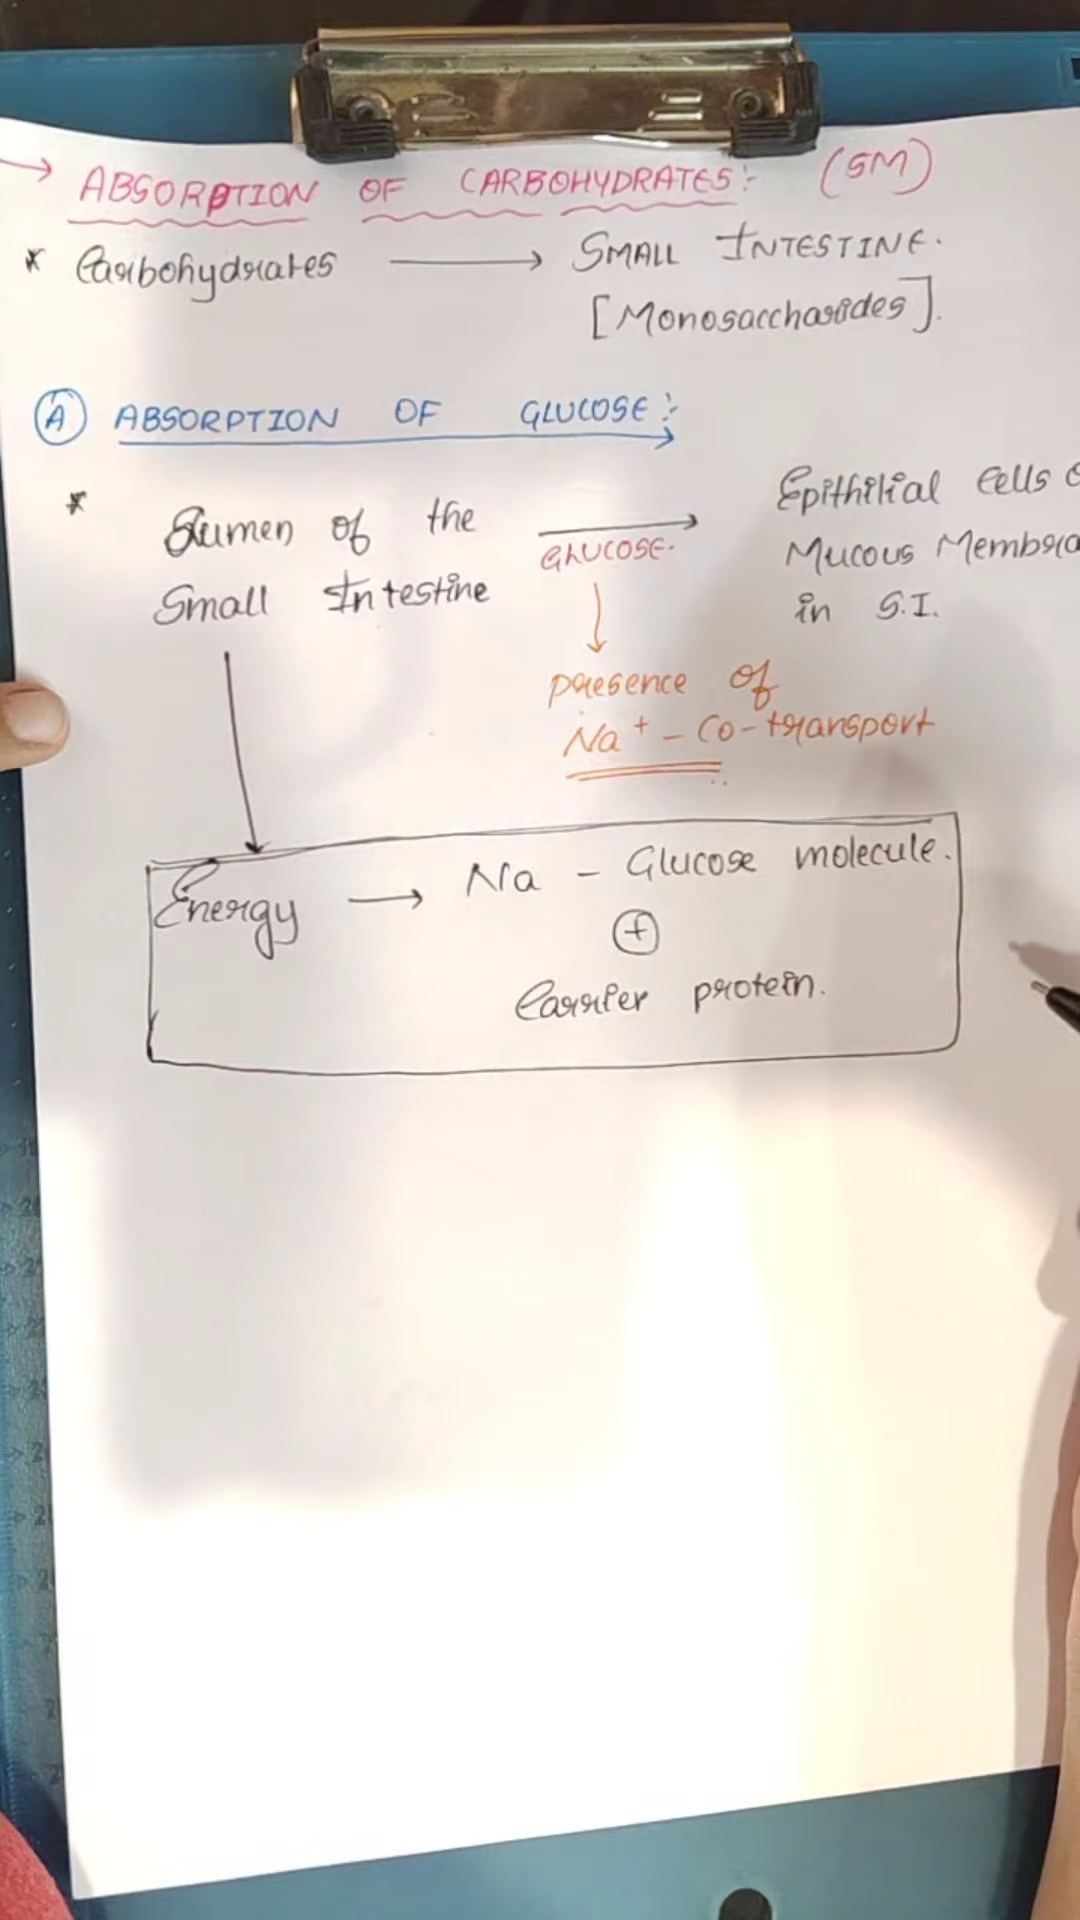 → ABSORPTION OF CARBOHYDRATES:- (5M)
* Carbohydrates → SMALL INTESTINE.
[Monosaccharides].
A ABSORPTION OF GLUCOSE:-
* Lumen of the Small Intestine
GLUCOSE.
Epithilial cells
Mucous Membra
in S.I.
presence of
Na+ - Co-transport
Energy → Na - Glucose molecule.
+
Carrier protein.